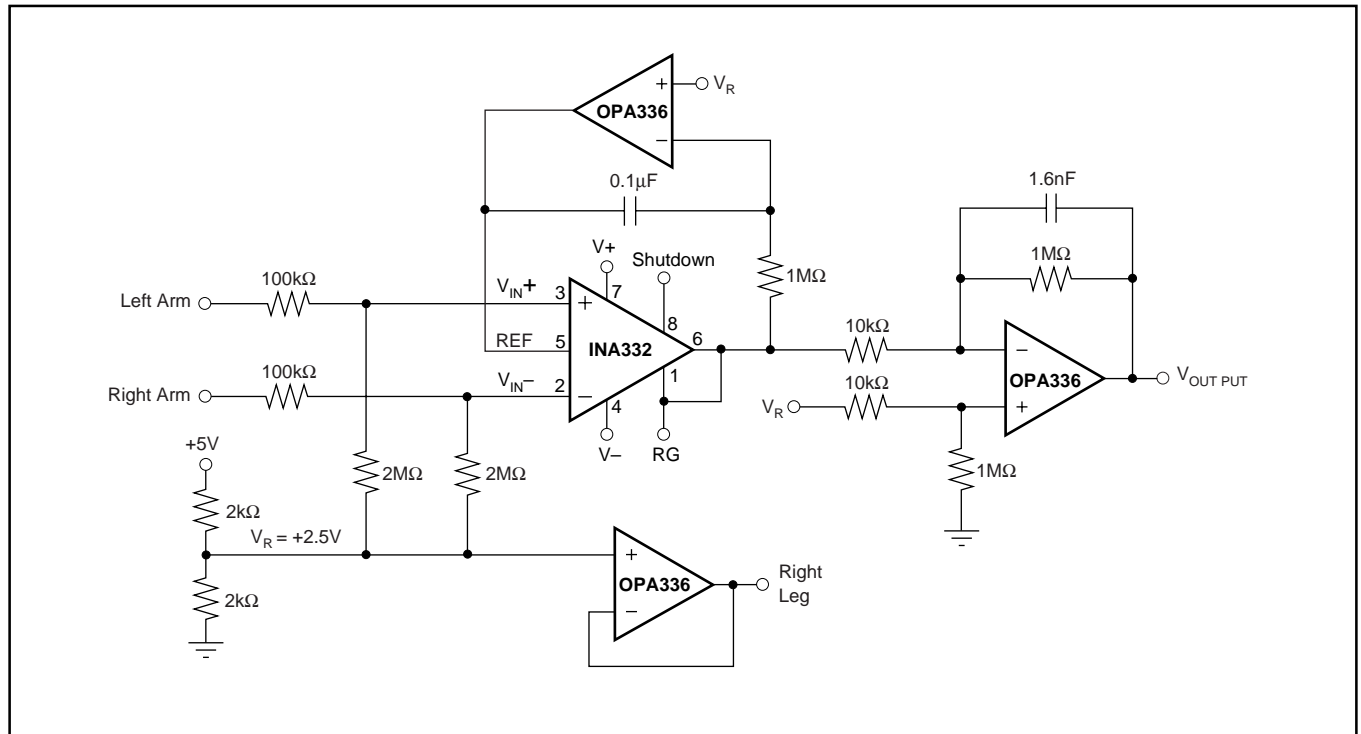 +
V_R
OPA336
−
0.1µF
1.6nF
V+
Shutdown
1MΩ
1MΩ
100kΩ
V_IN+
Left Arm
3
+
7
8
10kΩ
REF
5
INA332
6
−
100kΩ
V_IN−
1
OPA336
V_OUT PUT
Right Arm
2
−
4
V_R
10kΩ
+
+5V
V−
RG
2MΩ
2MΩ
1MΩ
2kΩ
V_R = +2.5V
+
Right
Leg
OPA336
2kΩ
−